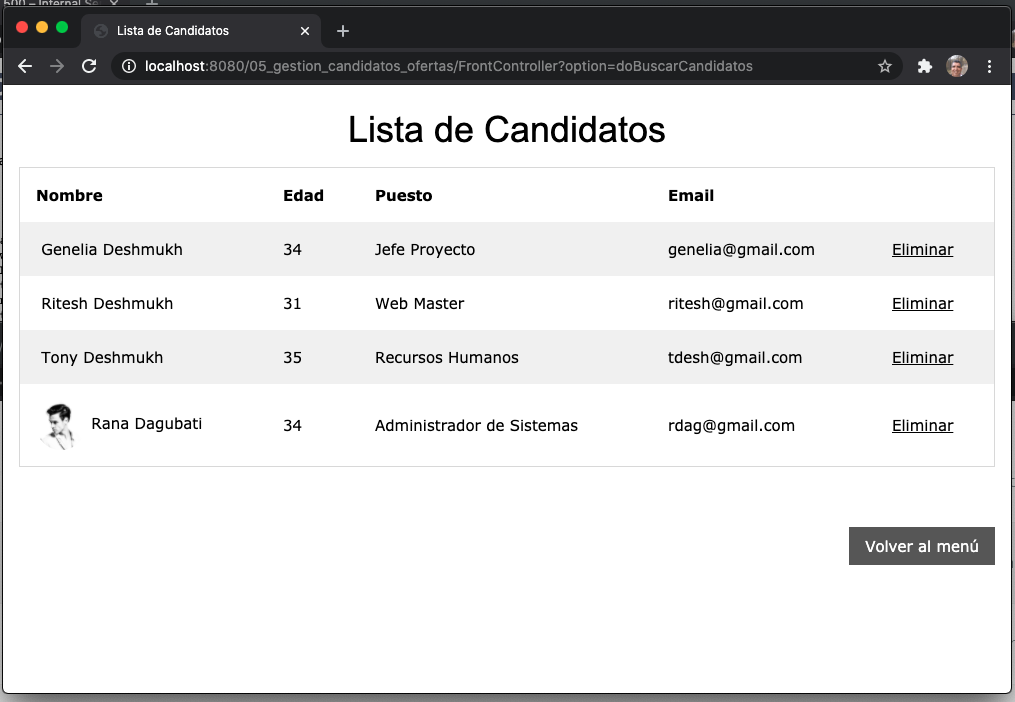 500 – Internal Se
Lista de Candidatos
localhost:8080/05_gestion_candidatos_ofertas/FrontController?option=doBuscarCandidatos
Lista de Candidatos
Nombre Edad Puesto Email
Genelia Deshmukh 34 Jefe Proyecto genelia@gmail.com Eliminar
Ritesh Deshmukh 31 Web Master ritesh@gmail.com Eliminar
Tony Deshmukh 35 Recursos Humanos tdesh@gmail.com Eliminar
Rana Dagubati 34 Administrador de Sistemas rdag@gmail.com Eliminar
Volver al menú